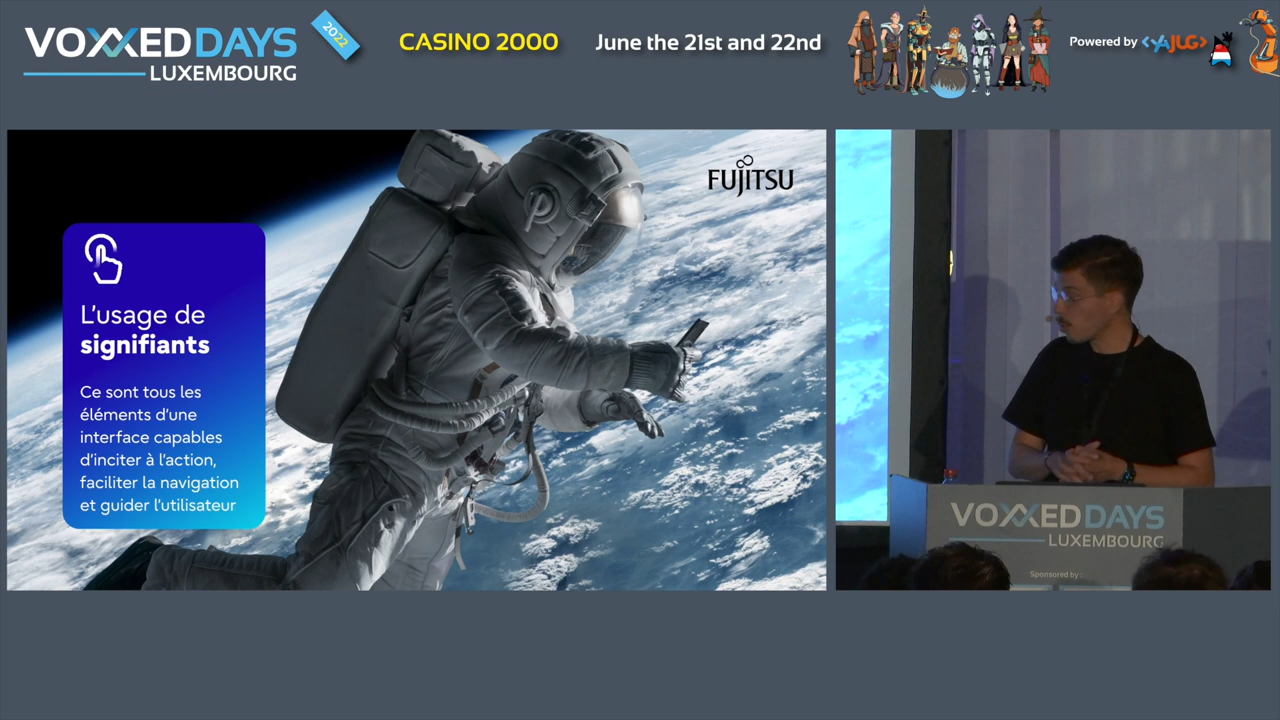 VOXXEDDAYS
LUXEMBOURG
2022
CASINO 2000
June the 21st and 22nd
Powered by <YAJUG>
FUJITSU
L'usage de
signifiants
Ce sont tous les
éléments d'une
interface capables
d'inciter à l'action,
faciliter la navigation
et guider l'utilisateur
VOXXEDDAYS
LUXEMBOURG
Sponsored by :